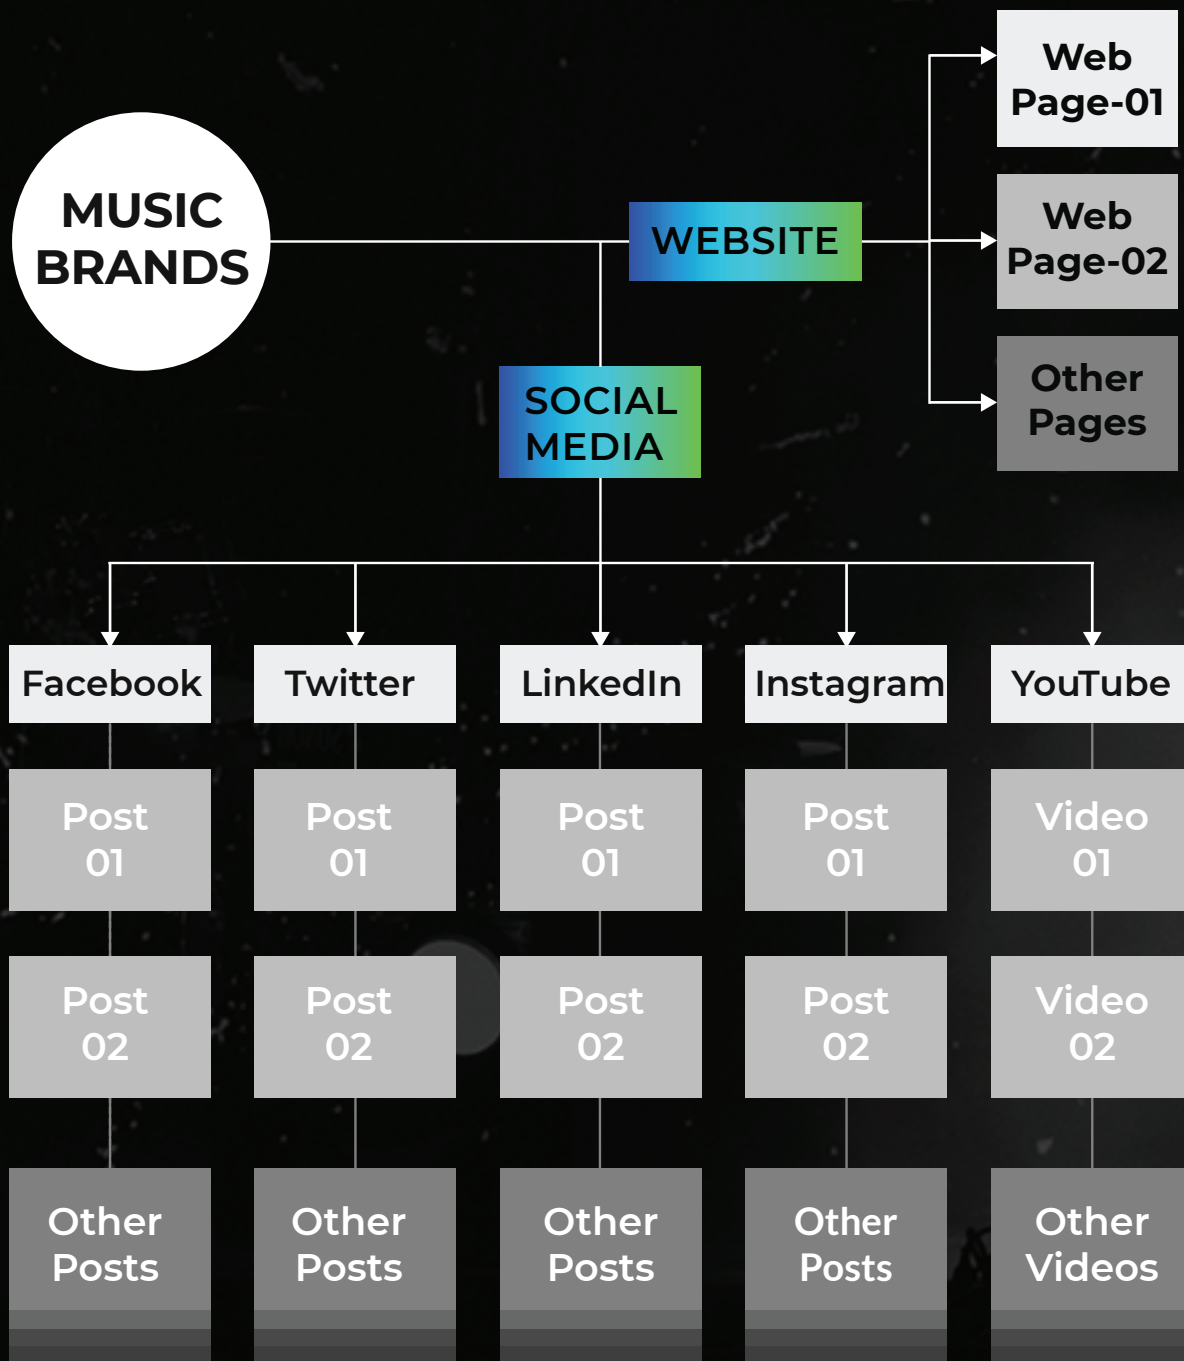 MUSIC
BRANDS
WEBSITE
Web
Page-01
Web
Page-02
Other
Pages
SOCIAL
MEDIA
Facebook
Twitter
LinkedIn
Instagram
YouTube
Post
01
Post
01
Post
01
Post
01
Video
01
Post
02
Post
02
Post
02
Post
02
Video
02
Other
Posts
Other
Posts
Other
Posts
Other
Posts
Other
Videos